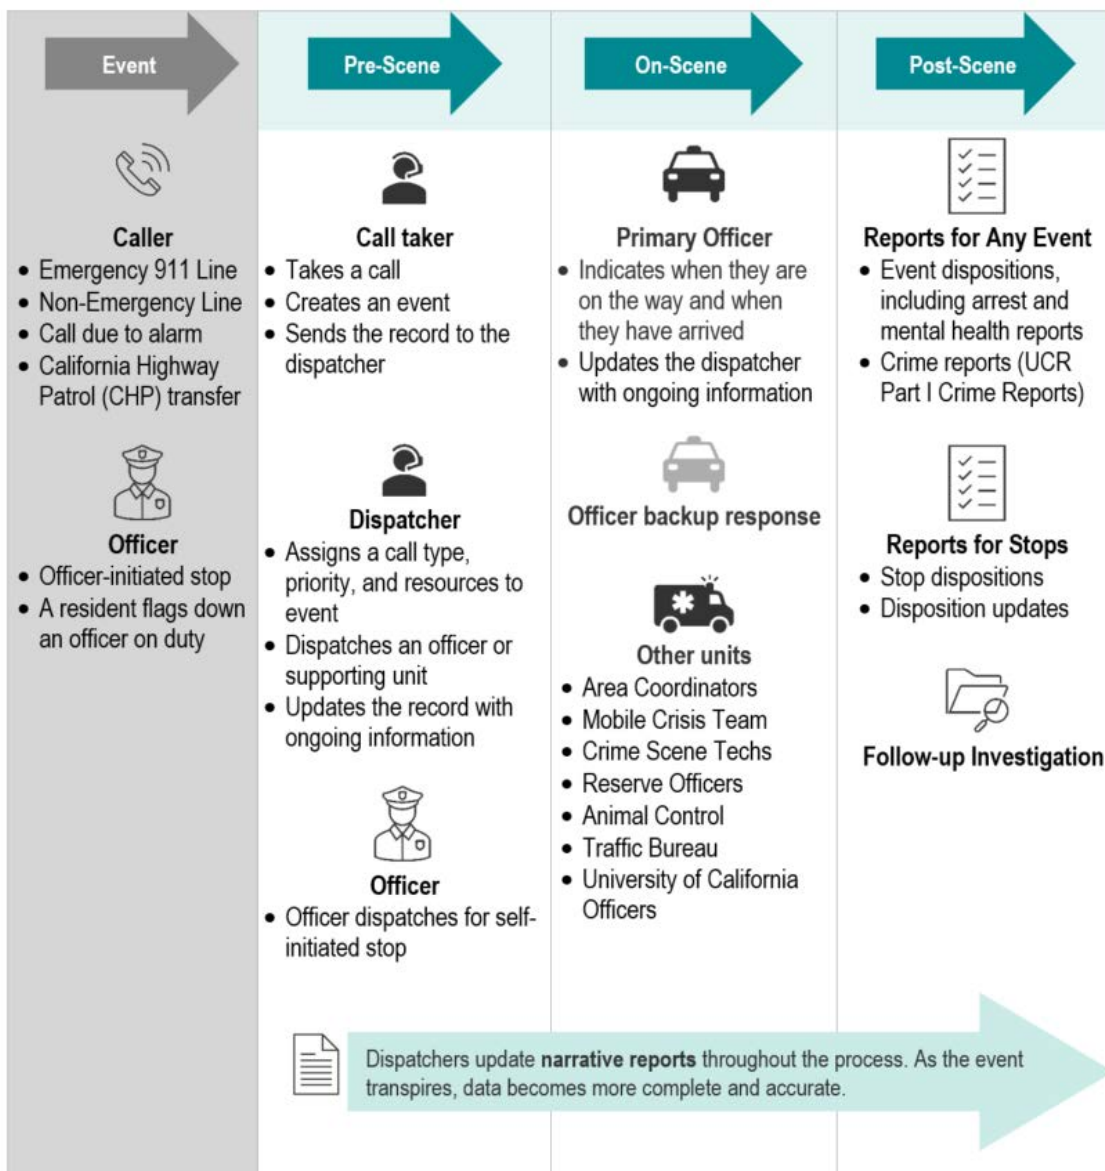 Event
Pre-Scene
On-Scene
Post-Scene
Caller
• Emergency 911 Line
• Non-Emergency Line
• Call due to alarm
• California Highway
Patrol (CHP) transfer
Officer
• Officer-initiated stop
• A resident flags down
an officer on duty
Call taker
• Takes a call
• Creates an event
• Sends the record to the
dispatcher
Dispatcher
• Assigns a call type,
priority, and resources to
event
• Dispatches an officer or
supporting unit
• Updates the record with
ongoing information
Officer
• Officer dispatches for self-
initiated stop
Primary Officer
• Indicates when they are
on the way and when
they have arrived
• Updates the dispatcher
with ongoing information
Officer backup response
Other units
• Area Coordinators
• Mobile Crisis Team
• Crime Scene Techs
• Reserve Officers
• Animal Control
• Traffic Bureau
• University of California
Officers
Reports for Any Event
• Event dispositions,
including arrest and
mental health reports
• Crime reports (UCR
Part I Crime Reports)
Reports for Stops
• Stop dispositions
• Disposition updates
Follow-up Investigation
Dispatchers update narrative reports throughout the process. As the event
transpires, data becomes more complete and accurate.